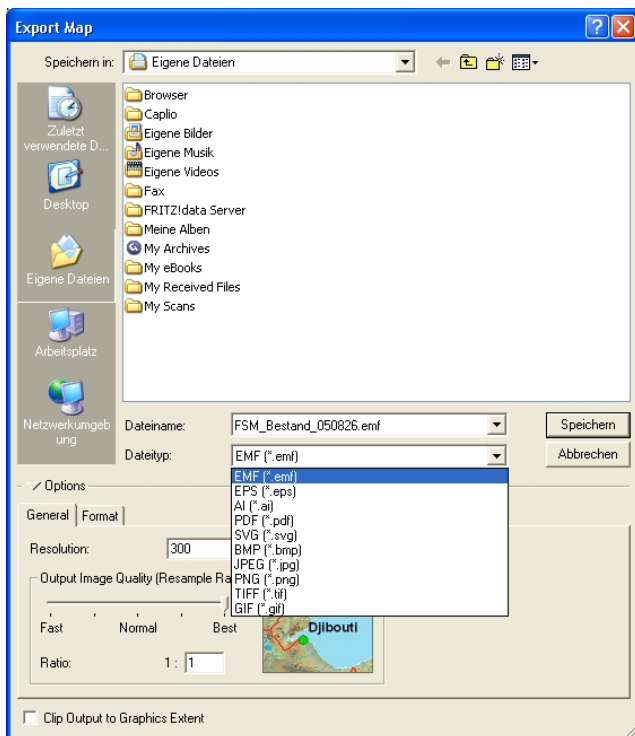 Export Map
Speichern in: Eigene Dateien
Zuletzt
verwendete D...
Desktop
Eigene Dateien
Arbeitsplatz
Netzwerkumgeb
ung
Browser
Caplio
Eigene Bilder
Eigene Musik
Eigene Videos
Fax
FRITZ!data Server
Meine Alben
My Archives
My eBooks
My Received Files
My Scans
Dateiname: FSM_Bestand_050826.emf Speichern
Dateityp: EMF (*.emf) Abbrechen
EMF (*.emf)
EPS (*.eps)
AI (*.ai)
PDF (*.pdf)
SVG (*.svg)
BMP (*.bmp)
JPEG (*.jpg)
PNG (*.png)
TIFF (*.tif)
GIF (*.gif)
Options
General Format
Resolution: 300
Output Image Quality (Resample Ra
Fast Normal Best
Ratio: 1 : 1
Djibouti
Clip Output to Graphics Extent